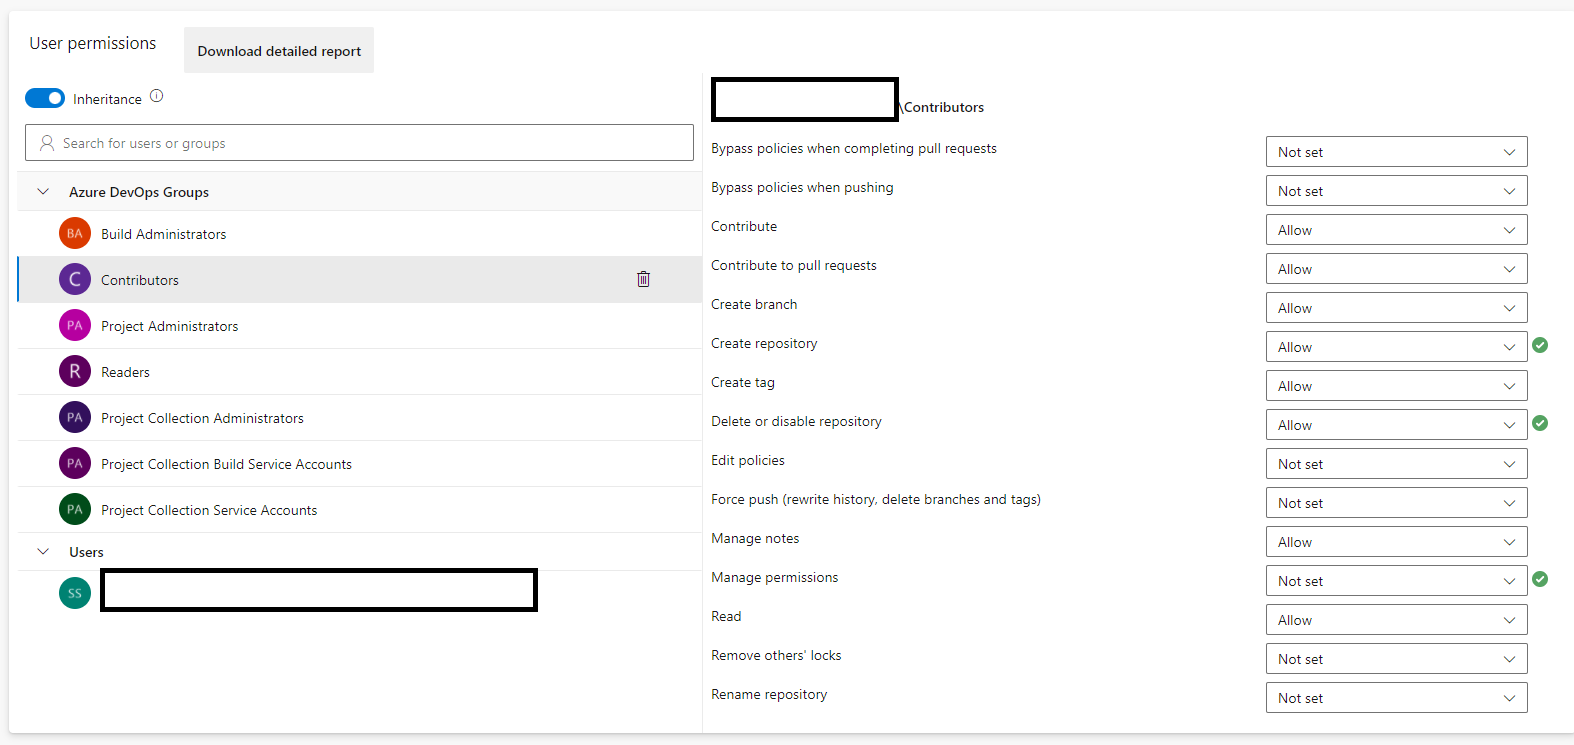 User permissions
Download detailed report
Inheritance
Search for users or groups
Azure DevOps Groups
BA Build Administrators
C Contributors
PA Project Administrators
R Readers
PA Project Collection Administrators
PA Project Collection Build Service Accounts
PA Project Collection Service Accounts
Users
SS
\Contributors
Bypass policies when completing pull requests Not set
Bypass policies when pushing Not set
Contribute Allow
Contribute to pull requests Allow
Create branch Allow
Create repository Allow
Create tag Allow
Delete or disable repository Allow
Edit policies Not set
Force push (rewrite history, delete branches and tags) Not set
Manage notes Allow
Manage permissions Not set
Read Allow
Remove others' locks Not set
Rename repository Not set